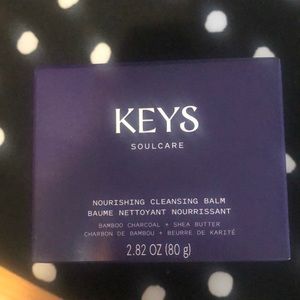 KEYS
SOULCARE
NOURISHING CLEANSING BALM
BAUME NETTOYANT NOURRISSANT
BAMBOO CHARCOAL + SHEA BUTTER
CHARBON DE BAMBOU + BEURRE DE KARITÉ
2.82 OZ (80 g)